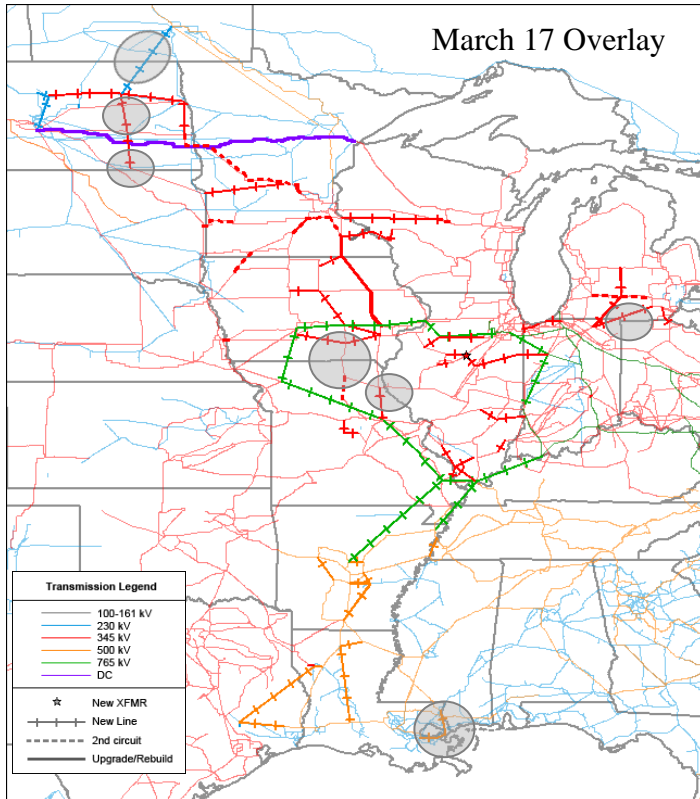 March 17 Overlay
Transmission Legend
100-161 kV
230 kV
345 kV
500 kV
765 kV
DC
New XFMR
New Line
2nd circuit
Upgrade/Rebuild